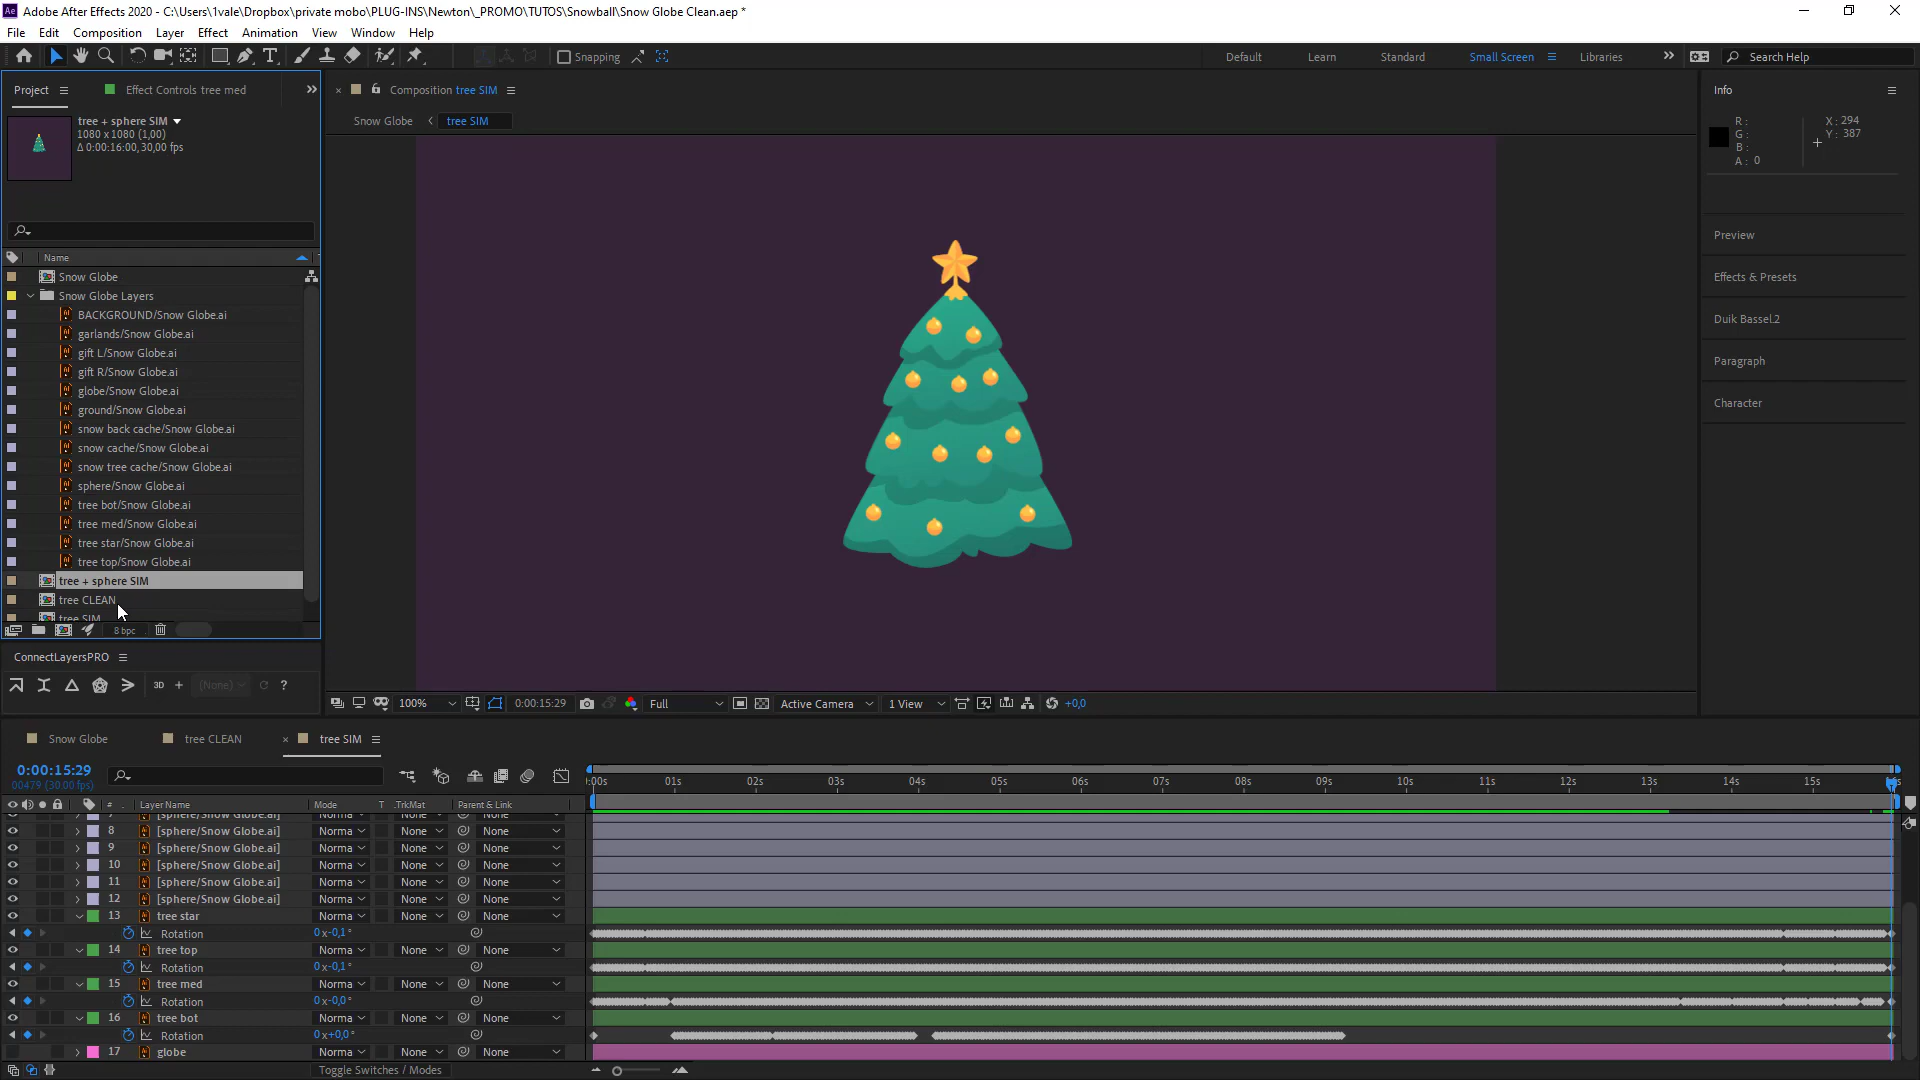 Adobe After Effects 2020 - C:\Users\1vale\Dropbox\private mobo\PLUG-INS\Newton\_PROMO\TUTOS\Snowball\Snow Globe Clean.aep *
File Edit Composition Layer Effect Animation View Window Help
Snapping Default Learn Standard Small Screen Libraries Search Help
Project Effect Controls tree med
Composition tree SIM
Info
tree + sphere SIM
1080 x 1080 (1,00)
Δ 0:00:16:00, 30,00 fps
Snow Globe tree SIM
R :
G :
B :
A : 0
X : 294
Y : 387
Name
Snow Globe
Snow Globe Layers
BACKGROUND/Snow Globe.ai
garlands/Snow Globe.ai
gift L/Snow Globe.ai
gift R/Snow Globe.ai
globe/Snow Globe.ai
ground/Snow Globe.ai
snow back cache/Snow Globe.ai
snow cache/Snow Globe.ai
snow tree cache/Snow Globe.ai
sphere/Snow Globe.ai
tree bot/Snow Globe.ai
tree med/Snow Globe.ai
tree star/Snow Globe.ai
tree top/Snow Globe.ai
tree + sphere SIM
tree CLEAN
tree SIM
8 bpc
Preview
Effects & Presets
Duik Bassel.2
Paragraph
Character
ConnectLayersPRO
3D + (None) ?
100% 0:00:15:29 Full Active Camera 1 View +0,0
Snow Globe tree CLEAN tree SIM
0:00:15:29
00479 (30.00 fps)
:00s 01s 02s 03s 04s 05s 06s 07s 08s 09s 10s 11s 12s 13s 14s 15s
# Layer Name Mode T .TrkMat Parent & Link
7 [sphere/Snow Globe.ai] Norma None None
8 [sphere/Snow Globe.ai] Norma None None
9 [sphere/Snow Globe.ai] Norma None None
10 [sphere/Snow Globe.ai] Norma None None
11 [sphere/Snow Globe.ai] Norma None None
12 [sphere/Snow Globe.ai] Norma None None
13 tree star Norma None None
Rotation 0 x-0,1 °
14 tree top Norma None None
Rotation 0 x-0,1 °
15 tree med Norma None None
Rotation 0 x-0,0 °
16 tree bot Norma None None
Rotation 0 x+0,0 °
17 globe Norma None None
Toggle Switches / Modes